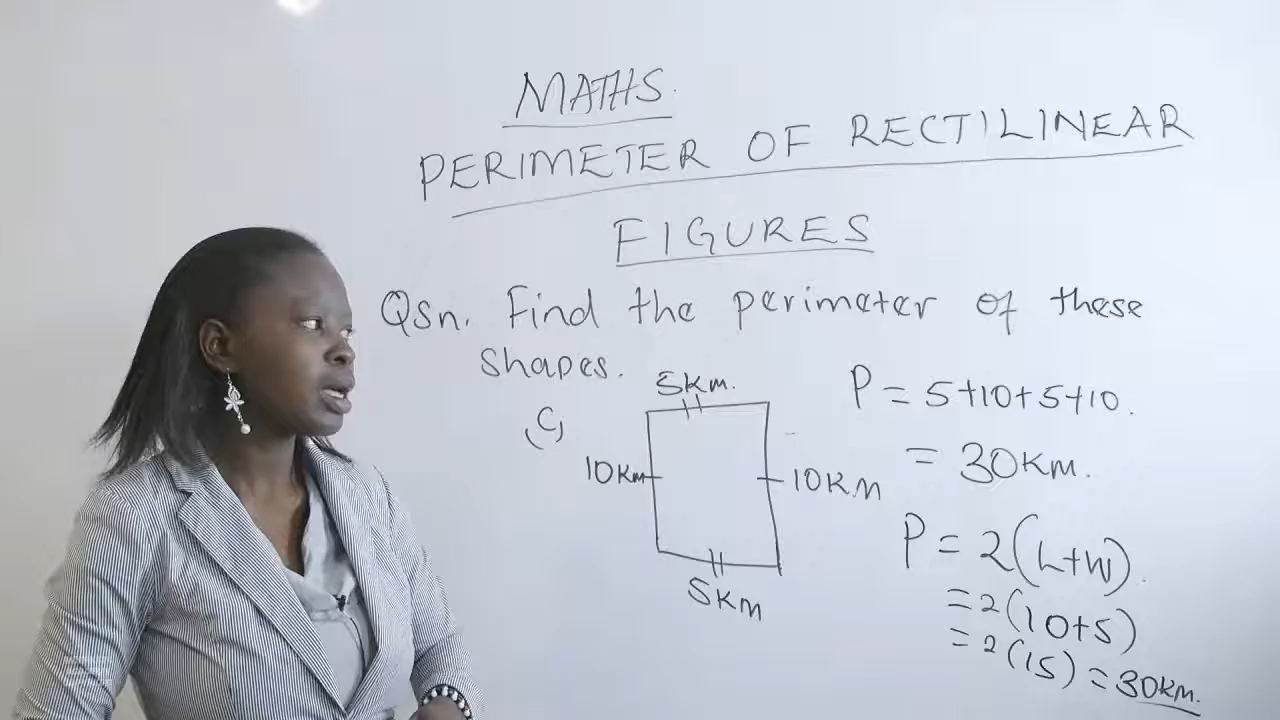 MATHS.
PERIMETER OF RECTILINEAR
FIGURES
Qsn. Find the perimeter of these
shapes.
C)
5Km.
10Km
10KM
5KM
P = 5+10+5+10.
= 30KM.
P = 2(L+W).
= 2(10+5)
= 2(15) = 30KM.